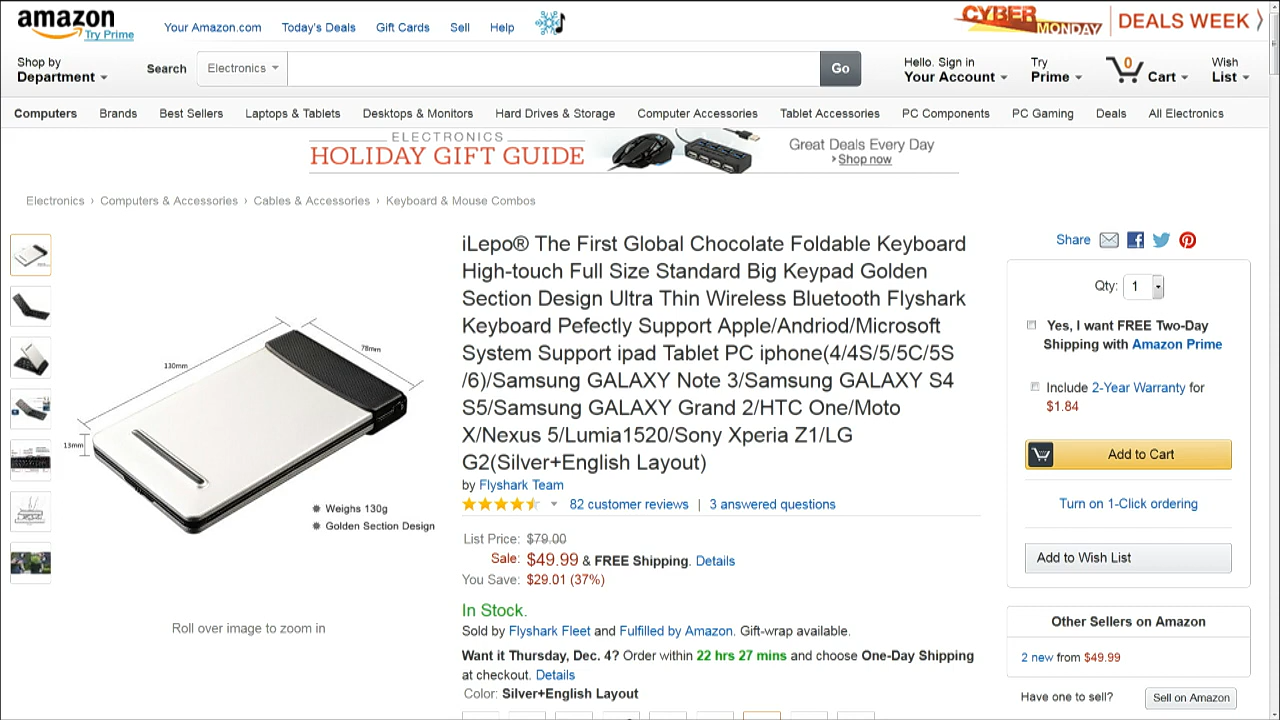 amazon
Try Prime
Your Amazon.com
Today's Deals
Gift Cards
Sell
Help
CYBER MONDAY
DEALS WEEK
Shop by
Department
Search
Electronics
Go
Hello. Sign in
Your Account
Try
Prime
0
Cart
Wish
List
Computers
Brands
Best Sellers
Laptops & Tablets
Desktops & Monitors
Hard Drives & Storage
Computer Accessories
Tablet Accessories
PC Components
PC Gaming
Deals
All Electronics
ELECTRONICS
HOLIDAY GIFT GUIDE
Great Deals Every Day
› Shop now
Electronics › Computers & Accessories › Cables & Accessories › Keyboard & Mouse Combos
130mm
78mm
13mm
Weighs 130g
Golden Section Design
Roll over image to zoom in
iLepo® The First Global Chocolate Foldable Keyboard
High-touch Full Size Standard Big Keypad Golden
Section Design Ultra Thin Wireless Bluetooth Flyshark
Keyboard Pefectly Support Apple/Andriod/Microsoft
System Support ipad Tablet PC iphone(4/4S/5/5C/5S
/6)/Samsung GALAXY Note 3/Samsung GALAXY S4
S5/Samsung GALAXY Grand 2/HTC One/Moto
X/Nexus 5/Lumia1520/Sony Xperia Z1/LG
G2(Silver+English Layout)
by Flyshark Team
82 customer reviews | 3 answered questions
List Price: $79.00
Sale: $49.99 & FREE Shipping. Details
You Save: $29.01 (37%)
In Stock.
Sold by Flyshark Fleet and Fulfilled by Amazon. Gift-wrap available.
Want it Thursday, Dec. 4? Order within 22 hrs 27 mins and choose One-Day Shipping
at checkout. Details
Color: Silver+English Layout
Share
Qty: 1
Yes, I want FREE Two-Day
Shipping with Amazon Prime
Include 2-Year Warranty for
$1.84
Add to Cart
Turn on 1-Click ordering
Add to Wish List
Other Sellers on Amazon
2 new from $49.99
Have one to sell?
Sell on Amazon